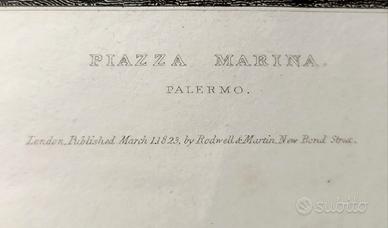 PIAZZA MARINA.
PALERMO.
London, Published March 1, 1823, by Rodwell & Martin, New Bond Street.
subito